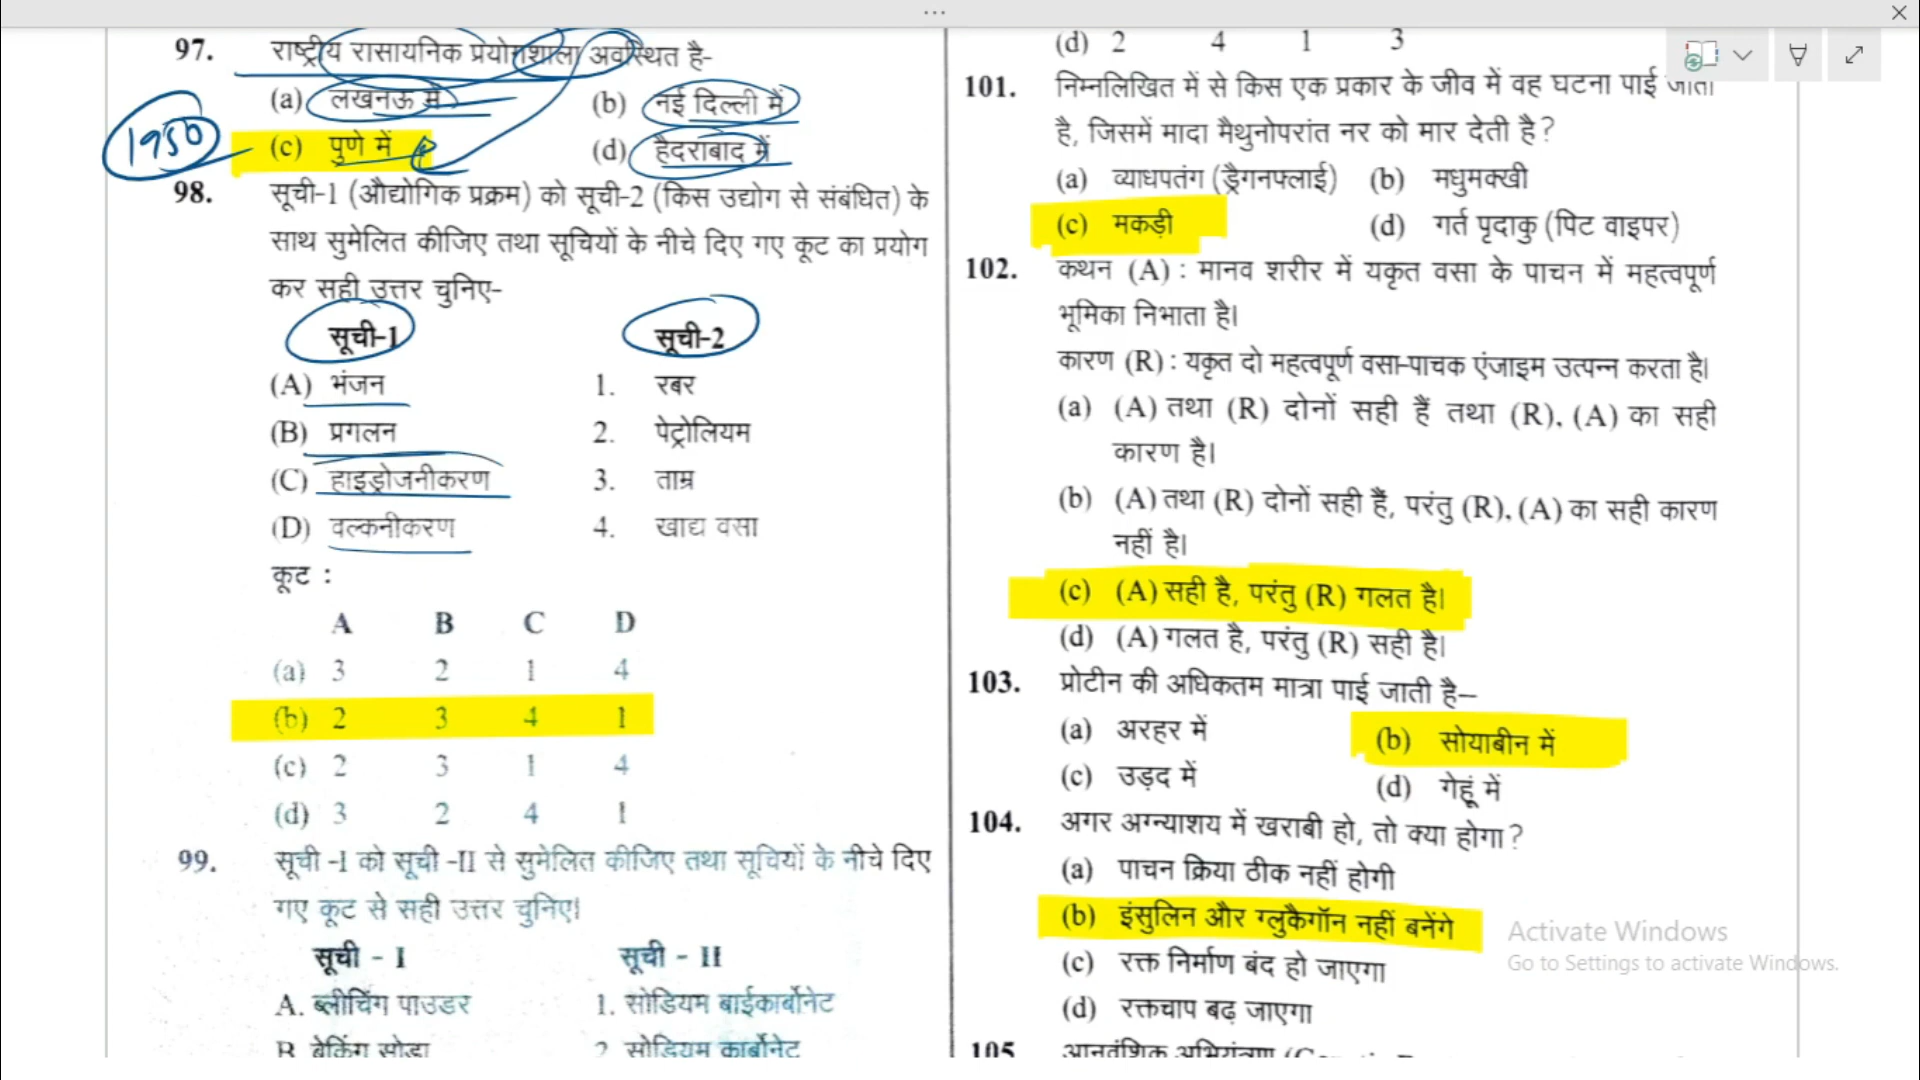 97. राष्ट्रीय रासायनिक प्रयोगशाला अवस्थित है-
(a) लखनऊ में (b) नई दिल्ली में
1950
(c) पुणे में (d) हैदराबाद में
98. सूची-1 (औद्योगिक प्रक्रम) को सूची-2 (किस उद्योग से संबंधित) के
साथ सुमेलित कीजिए तथा सूचियों के नीचे दिए गए कूट का प्रयोग
कर सही उत्तर चुनिए-
सूची-1 सूची-2
(A) भंजन 1. रबर
(B) प्रगलन 2. पेट्रोलियम
(C) हाइड्रोजनीकरण 3. ताम्र
(D) वल्कनीकरण 4. खाद्य वसा
कूट :
A B C D
(a) 3 2 1 4
(b) 2 3 4 1
(c) 2 3 1 4
(d) 3 2 4 1
99. सूची -I को सूची -II से सुमेलित कीजिए तथा सूचियों के नीचे दिए
गए कूट से सही उत्तर चुनिए।
सूची - I सूची - II
A. ब्लीचिंग पाउडर 1. सोडियम बाईकार्बोनेट
B बेकिंग सोडा 2 सोडियम कार्बोनेट
(d) 2 4 1 3
101. निम्नलिखित में से किस एक प्रकार के जीव में वह घटना पाई जाती
है, जिसमें मादा मैथुनोपरांत नर को मार देती है?
(a) व्याधपतंग (ड्रैगनफ्लाई) (b) मधुमक्खी
(c) मकड़ी (d) गर्त पृदाकु (पिट वाइपर)
102. कथन (A) : मानव शरीर में यकृत वसा के पाचन में महत्वपूर्ण
भूमिका निभाता है।
कारण (R) : यकृत दो महत्वपूर्ण वसा-पाचक एंजाइम उत्पन्न करता है।
(a) (A) तथा (R) दोनों सही हैं तथा (R), (A) का सही
कारण है।
(b) (A) तथा (R) दोनों सही हैं, परंतु (R), (A) का सही कारण
नहीं है।
(c) (A) सही है, परंतु (R) गलत है।
(d) (A) गलत है, परंतु (R) सही है।
103. प्रोटीन की अधिकतम मात्रा पाई जाती है–
(a) अरहर में (b) सोयाबीन में
(c) उड़द में (d) गेहूं में
104. अगर अग्न्याशय में खराबी हो, तो क्या होगा?
(a) पाचन क्रिया ठीक नहीं होगी
(b) इंसुलिन और ग्लुकैगॉन नहीं बनेंगे
(c) रक्त निर्माण बंद हो जाएगा
(d) रक्तचाप बढ़ जाएगा
105 आनुवंशिक अभियंत्रण
Activate Windows
Go to Settings to activate Windows.